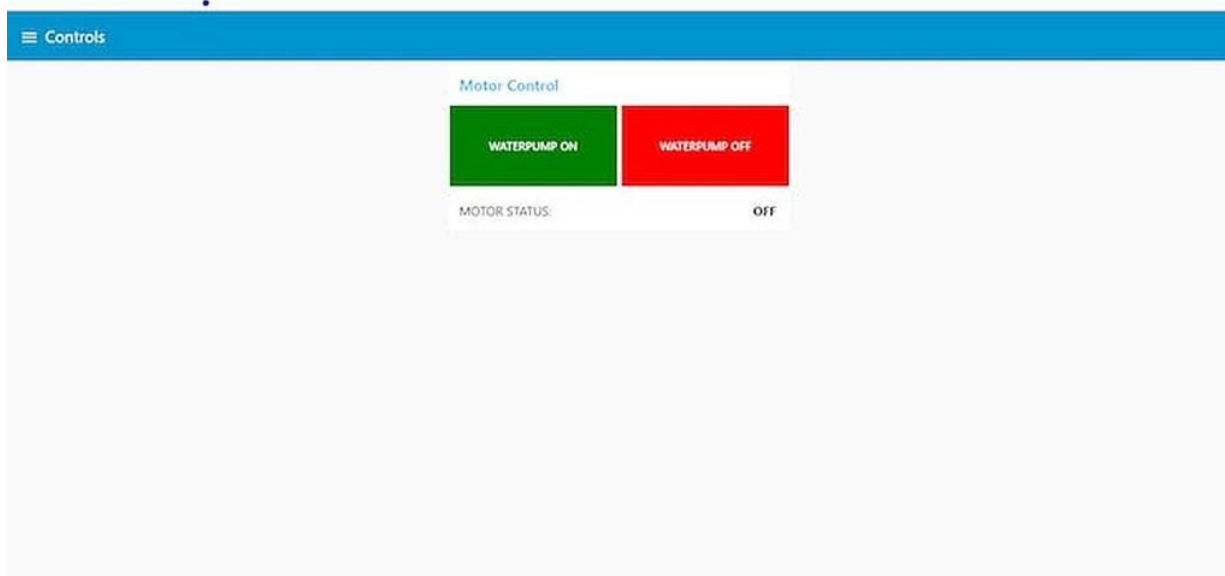 Controls
Motor Control
WATERPUMP ON
WATERPUMP OFF
MOTOR STATUS: OFF